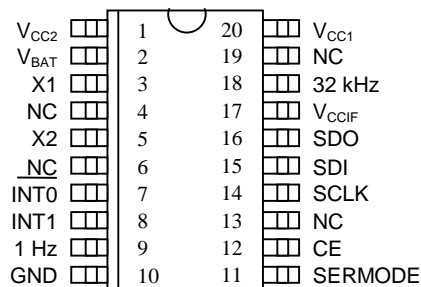 VCC2 1 20 VCC1
VBAT 2 19 NC
X1 3 18 32 kHz
NC 4 17 VCCIF
X2 5 16 SDO
NC 6 15 SDI
INT0 7 14 SCLK
INT1 8 13 NC
1 Hz 9 12 CE
GND 10 11 SERMODE